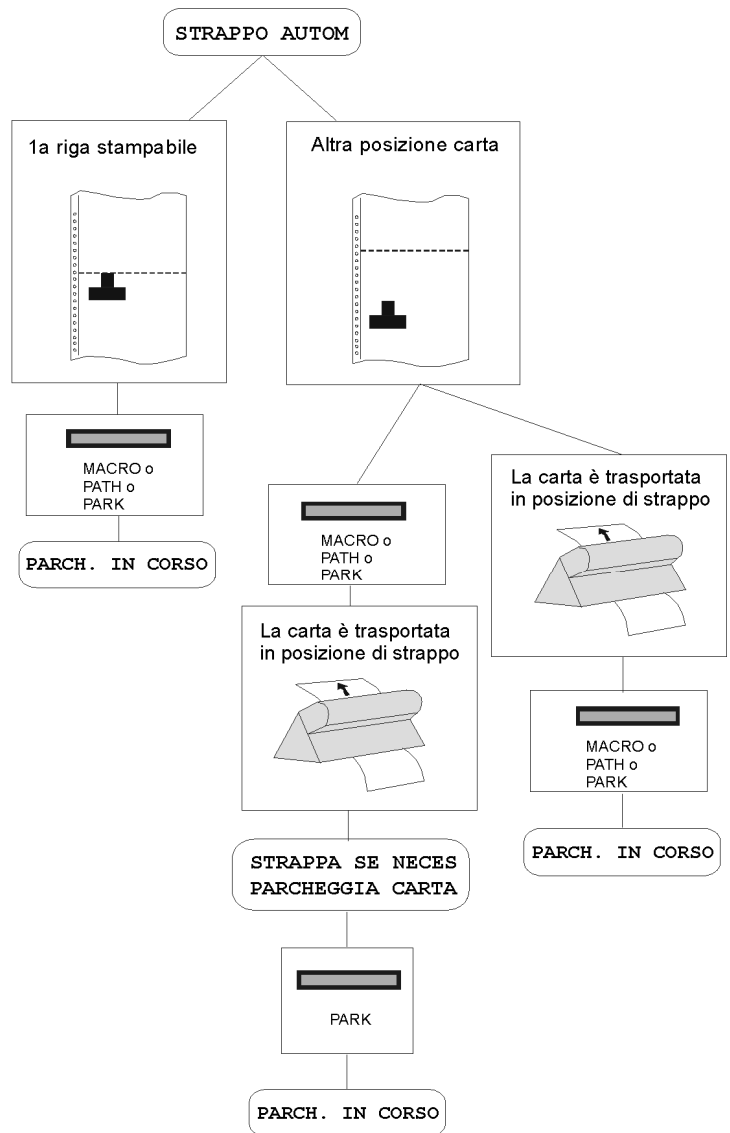 STRAPPO AUTOM
1a riga stampabile
Altra posizione carta
MACRO o
PATH o
PARK
PARCH. IN CORSO
MACRO o
PATH o
PARK
La carta è trasportata
in posizione di strappo
STRAPPA SE NECES
PARCHEGGIA CARTA
PARK
PARCH. IN CORSO
La carta è trasportata
in posizione di strappo
MACRO o
PATH o
PARK
PARCH. IN CORSO